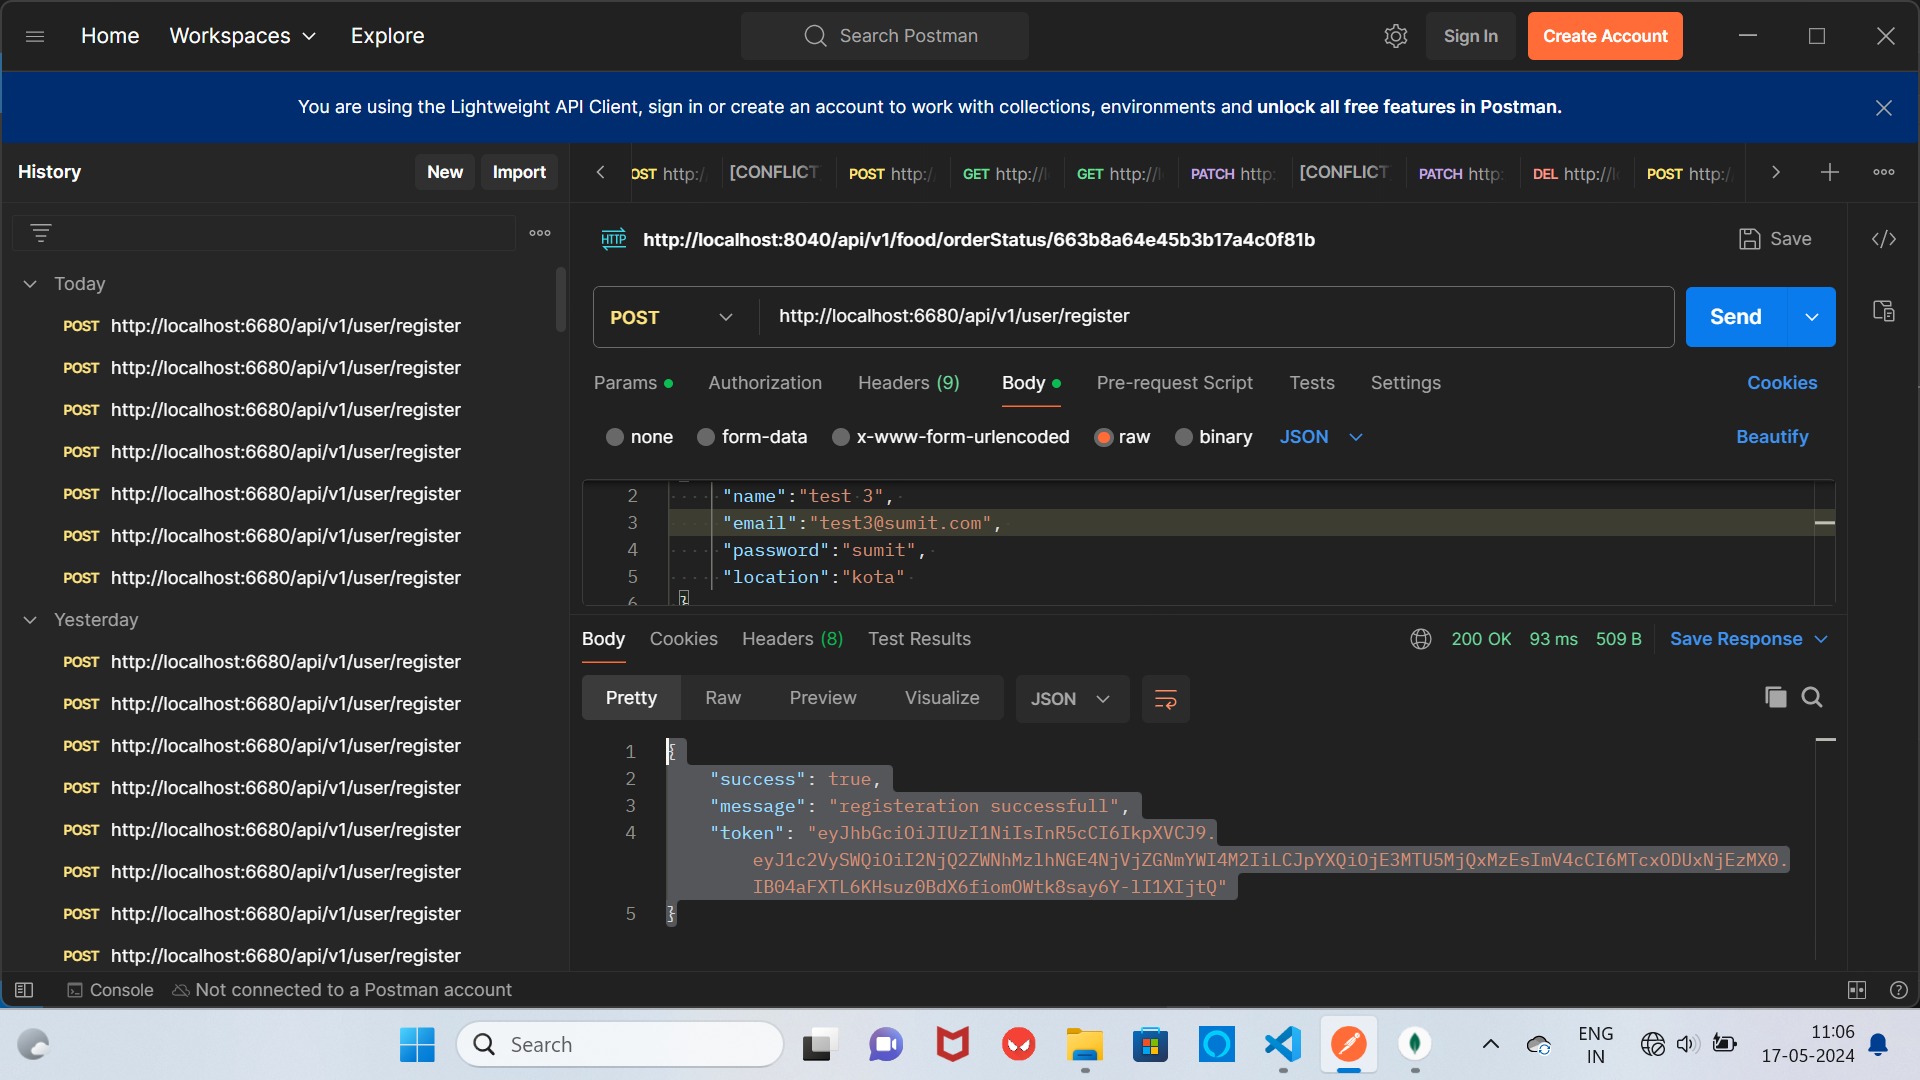 Home Workspaces Explore Search Postman Sign In Create Account
You are using the Lightweight API Client, sign in or create an account to work with collections, environments and unlock all free features in Postman.
History New Import OST http:/ [CONFLICT POST http:/ GET http://l GET http://l PATCH http: [CONFLICT PATCH http: DEL http://l POST http:/
HTTP http://localhost:8040/api/v1/food/orderStatus/663b8a64e45b3b17a4c0f81b Save
Today
POST http://localhost:6680/api/v1/user/register
POST http://localhost:6680/api/v1/user/register
POST http://localhost:6680/api/v1/user/register
POST http://localhost:6680/api/v1/user/register
POST http://localhost:6680/api/v1/user/register
POST http://localhost:6680/api/v1/user/register
POST http://localhost:6680/api/v1/user/register
Yesterday
POST http://localhost:6680/api/v1/user/register
POST http://localhost:6680/api/v1/user/register
POST http://localhost:6680/api/v1/user/register
POST http://localhost:6680/api/v1/user/register
POST http://localhost:6680/api/v1/user/register
POST http://localhost:6680/api/v1/user/register
POST http://localhost:6680/api/v1/user/register
POST http://localhost:6680/api/v1/user/register
POST http://localhost:6680/api/v1/user/register Send
Params Authorization Headers (9) Body Pre-request Script Tests Settings Cookies
none form-data x-www-form-urlencoded raw binary JSON Beautify
2 "name":"test 3",
3 "email":"test3@sumit.com",
4 "password":"sumit",
5 "location":"kota"
6 }
Body Cookies Headers (8) Test Results 200 OK 93 ms 509 B Save Response
Pretty Raw Preview Visualize JSON
1 {
2 "success": true,
3 "message": "registeration successfull",
4 "token": "eyJhbGciOiJIUzI1NiIsInR5cCI6IkpXVCJ9.
eyJ1c2VySWQiOiI2NjQ2ZWNhMzlhNGE4NjVjZGNmYWI4M2IiLCJpYXQiOjE3MTU5MjQxMzEsImV4cCI6MTcxODUxNjEzMX0.
IB04aFXTL6KHsuz0BdX6fiomOWtk8say6Y-lI1XIjtQ"
5 }
Console Not connected to a Postman account
Search ENG
IN
11:06
17-05-2024